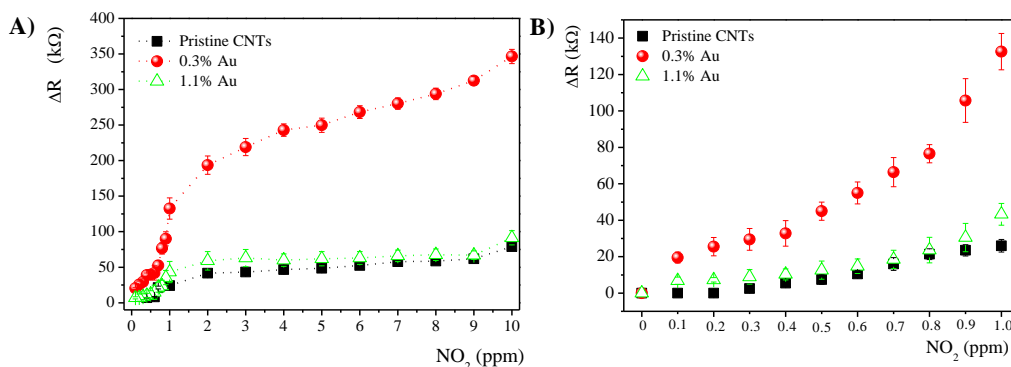 A)
ΔR (kΩ)
400
350
300
250
200
150
100
50
0
Pristine CNTs
0.3% Au
1.1% Au
0 1 2 3 4 5 6 7 8 9 10
NO2 (ppm)
B)
ΔR (kΩ)
140
120
100
80
60
40
20
0
Pristine CNTs
0.3% Au
1.1% Au
0 0.1 0.2 0.3 0.4 0.5 0.6 0.7 0.8 0.9 1.0
NO2 (ppm)